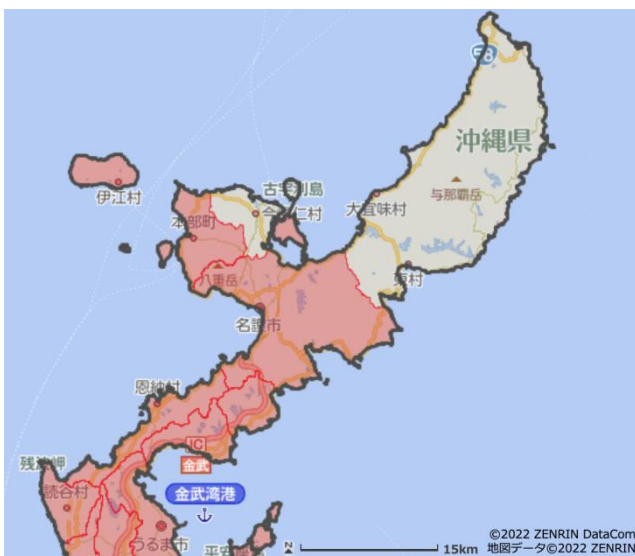 58
沖縄県
伊江村
古宇利島
今帰仁村
与那覇岳
大宜味村
本部町
八重岳
東村
名護市
恩納村
IC
金武
残波岬
読谷村
金武湾港
うるま市
平安
N
15km
©2022 ZENRIN DataCom
地図データ©2022 ZENRIN